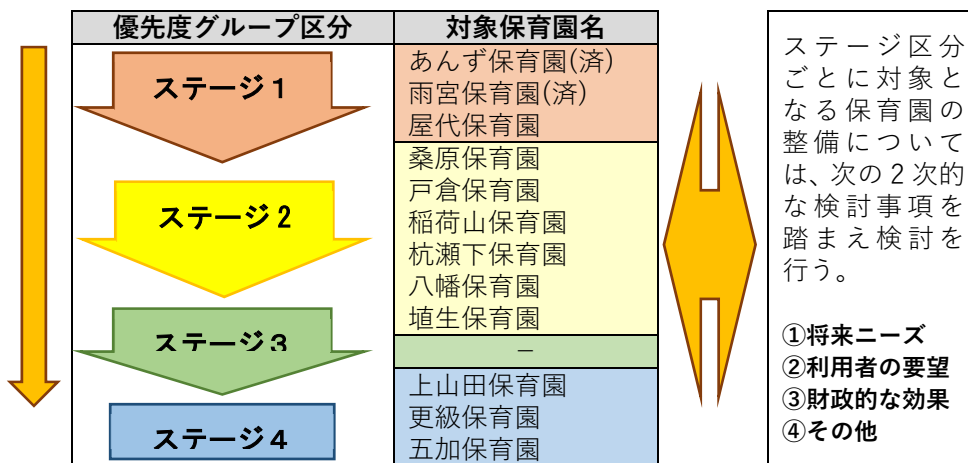 優先度グループ区分
対象保育園名
ステージ１
あんず保育園(済)
雨宮保育園(済)
屋代保育園
ステージ２
桑原保育園
戸倉保育園
稲荷山保育園
杭瀬下保育園
八幡保育園
埴生保育園
ステージ３
－
ステージ４
上山田保育園
更級保育園
五加保育園
ステージ区分
ごとに対象と
なる保育園の
整備について
は、次の２次的
な検討事項を
踏まえ検討を
行う。
①将来ニーズ
②利用者の要望
③財政的な効果
④その他